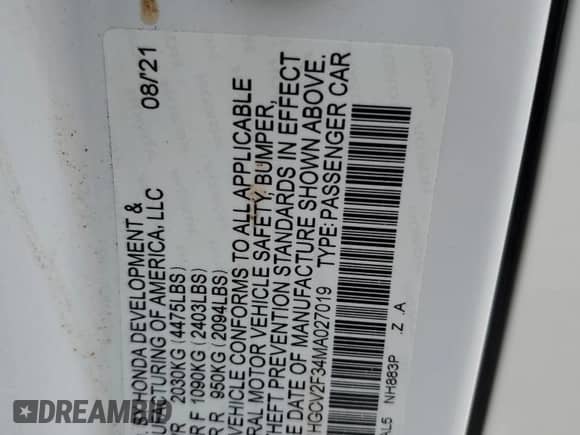 HONDA DEVELOPMENT &
MANUFACTURING OF AMERICA, LLC
08/'21
R 2030KG (4475LBS)
R F 1090KG (2403LBS)
R R 950KG (2094LBS)
VEHICLE CONFORMS TO ALL APPLICABLE
RAL MOTOR VEHICLE SAFETY, BUMPER,
THEFT PREVENTION STANDARDS IN EFFECT
E DATE OF MANUFACTURE SHOWN ABOVE.
HGCV2F34MA027019 TYPE: PASSENGER CAR
AL5 NH883P Z A
DREAMBID